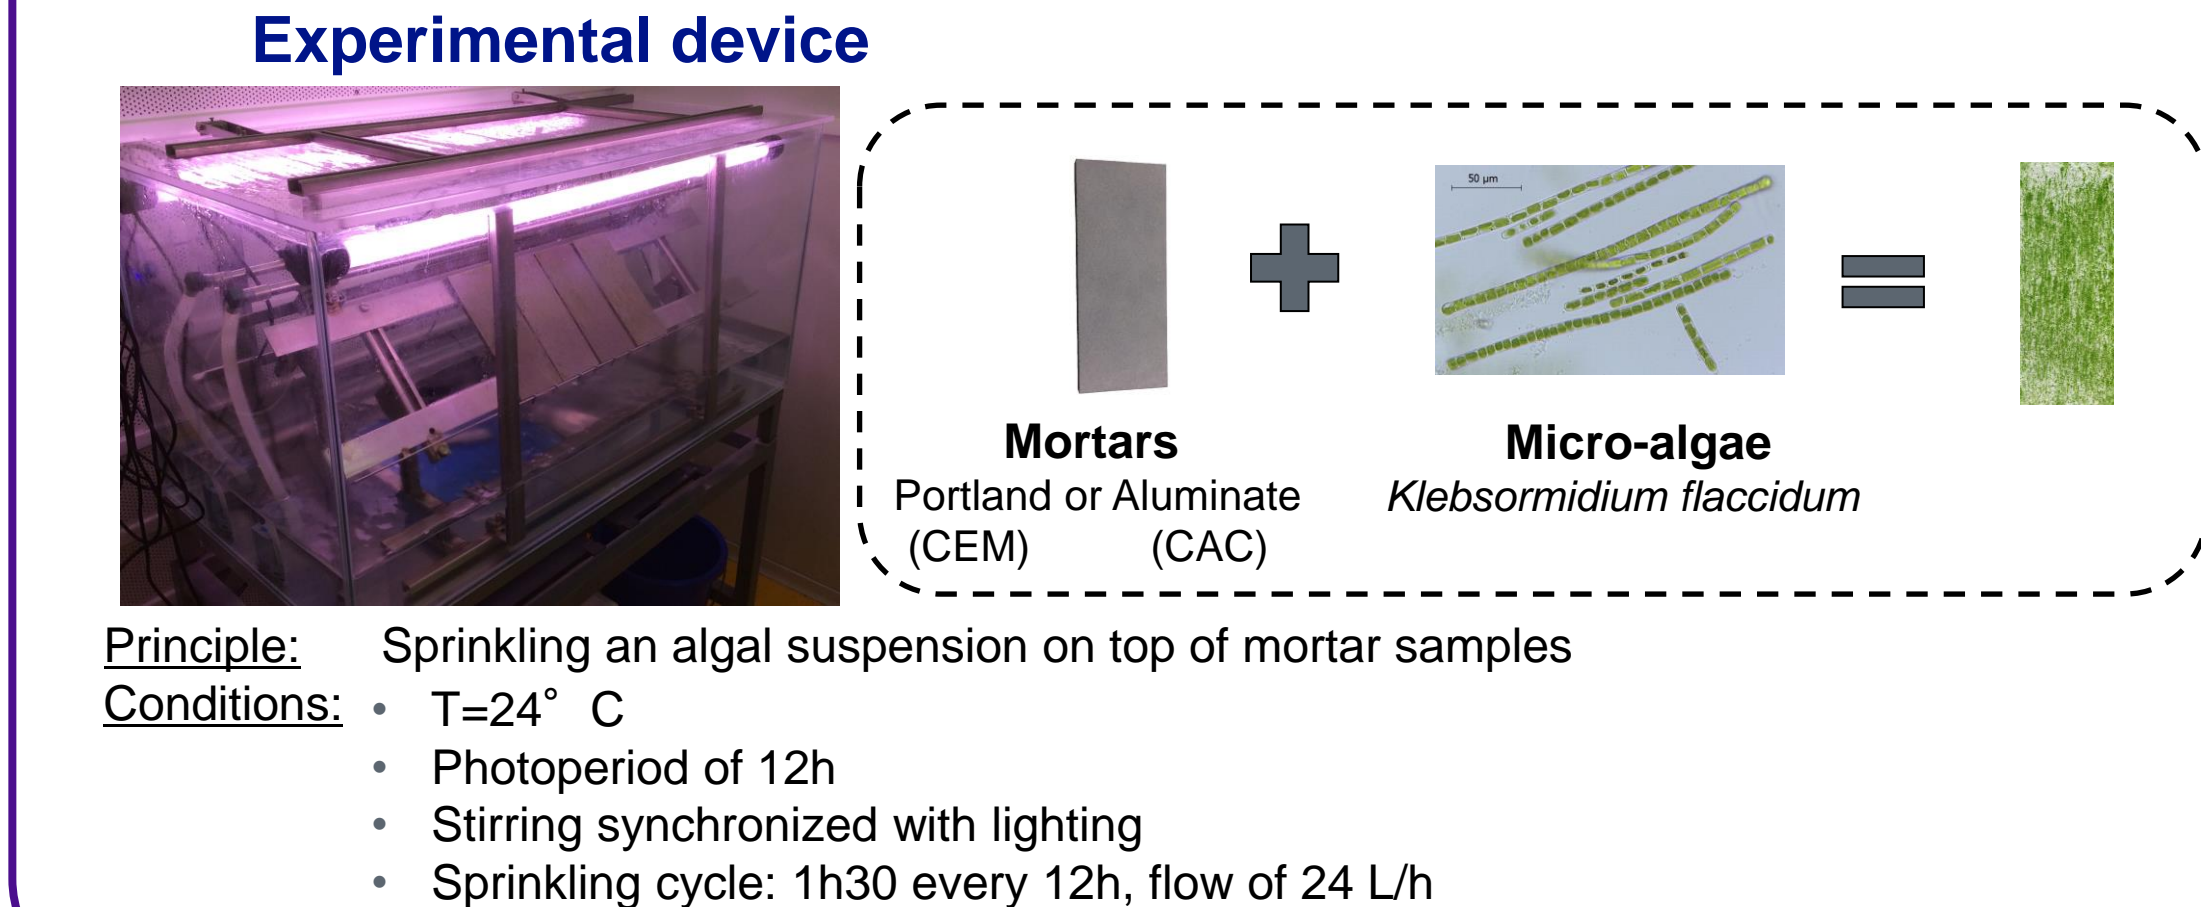 Experimental device
50 µm
Mortars
Portland or Aluminate
(CEM) (CAC)
Micro-algae
Klebsormidium flaccidum
Principle: Sprinkling an algal suspension on top of mortar samples
Conditions: • T=24° C
• Photoperiod of 12h
• Stirring synchronized with lighting
• Sprinkling cycle: 1h30 every 12h, flow of 24 L/h